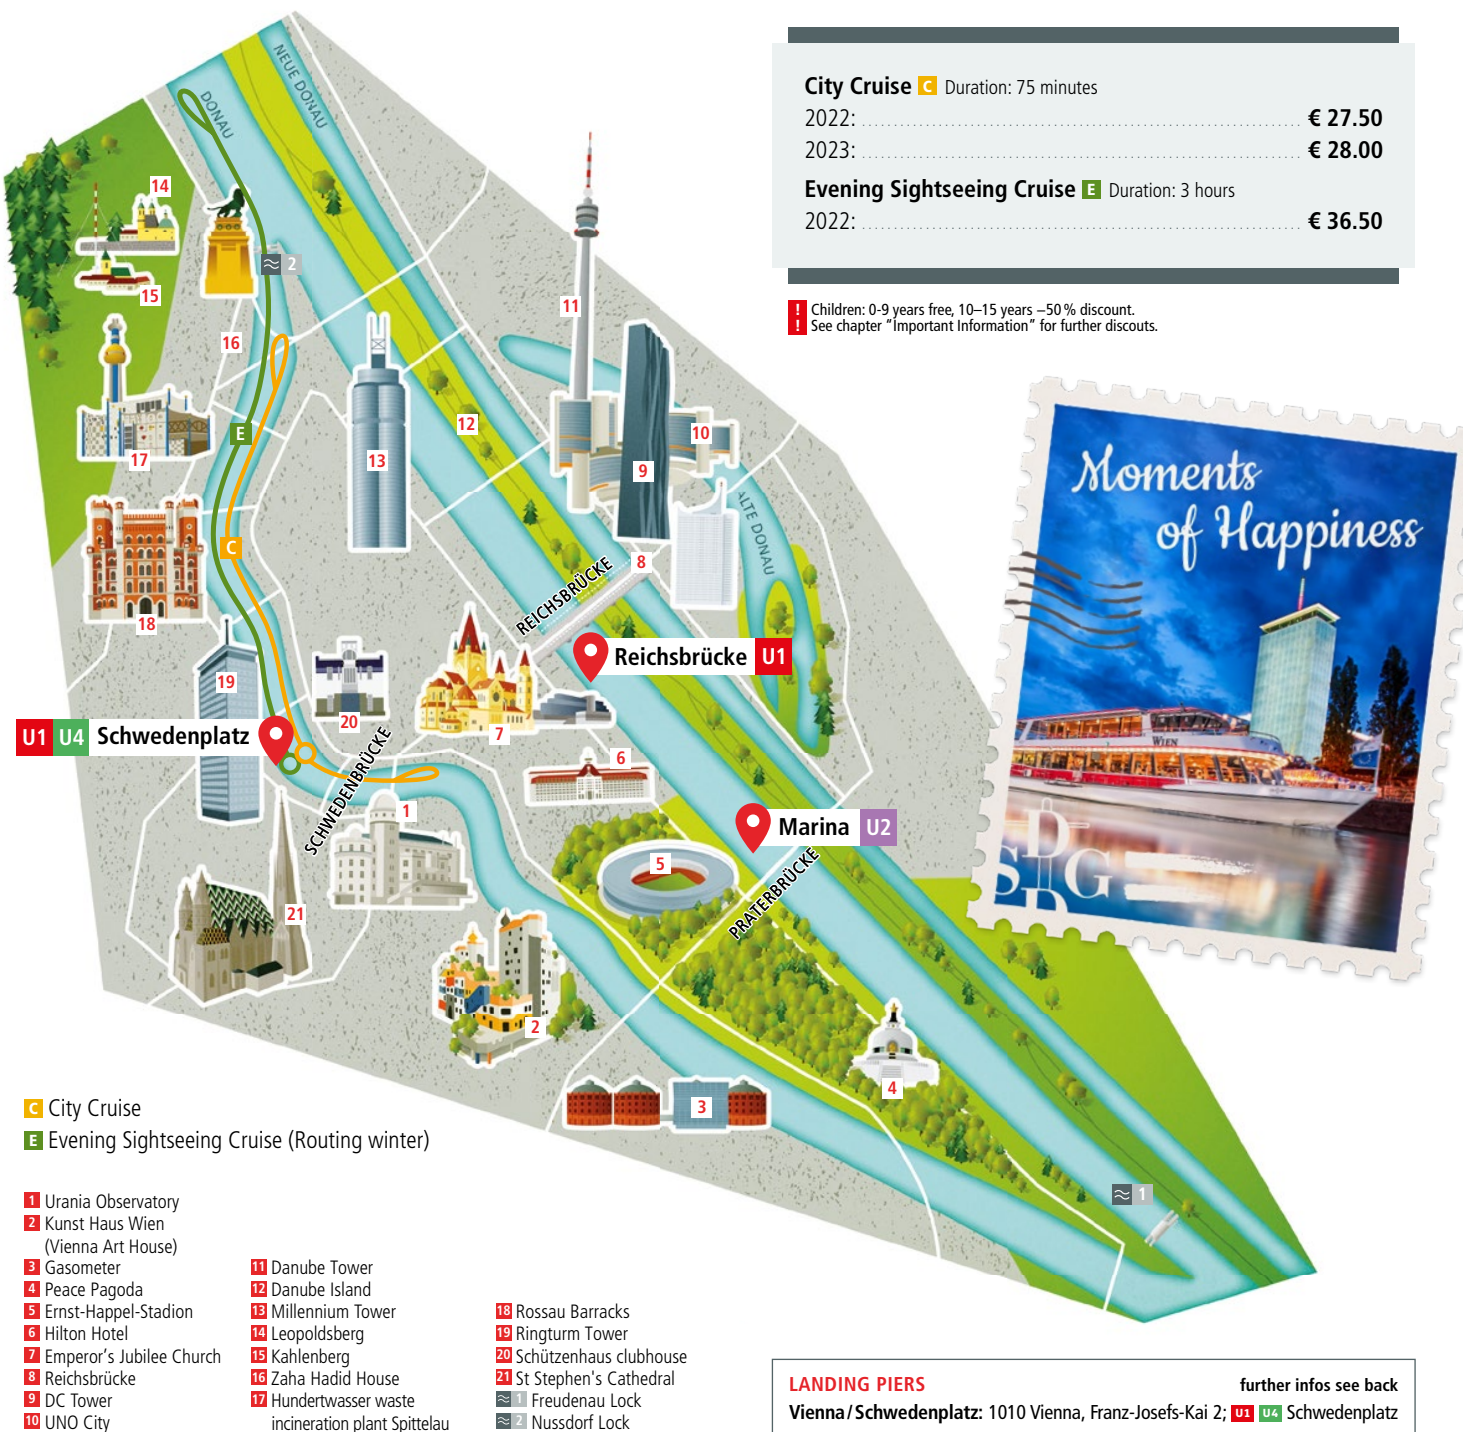 City Cruise C Duration: 75 minutes
2022: € 27.50
2023: € 28.00
Evening Sightseeing Cruise E Duration: 3 hours
2022: € 36.50
! Children: 0-9 years free, 10–15 years –50 % discount.
! See chapter “Important Information” for further discouts.
NEUE DONAU
DONAU
14
15
2
11
16
E
17
13
12
10
9
ALTE DONAU
Moments
of Happiness
WIEN
C
18
8
REICHSBRÜCKE
Reichsbrücke U1
19
20
7
U1 U4 Schwedenplatz
SCHWEDENBRÜCKE
6
1
Marina U2
5
PRATERBRÜCKE
21
2
4
3
1
DDSG
C City Cruise
E Evening Sightseeing Cruise (Routing winter)
1 Urania Observatory
2 Kunst Haus Wien
(Vienna Art House)
3 Gasometer
4 Peace Pagoda
5 Ernst-Happel-Stadion
6 Hilton Hotel
7 Emperor's Jubilee Church
8 Reichsbrücke
9 DC Tower
10 UNO City
11 Danube Tower
12 Danube Island
13 Millennium Tower
14 Leopoldsberg
15 Kahlenberg
16 Zaha Hadid House
17 Hundertwasser waste
incineration plant Spittelau
18 Rossau Barracks
19 Ringturm Tower
20 Schützenhaus clubhouse
21 St Stephen's Cathedral
1 Freudenau Lock
2 Nussdorf Lock
LANDING PIERS further infos see back
Vienna / Schwedenplatz: 1010 Vienna, Franz-Josefs-Kai 2; U1 U4 Schwedenplatz